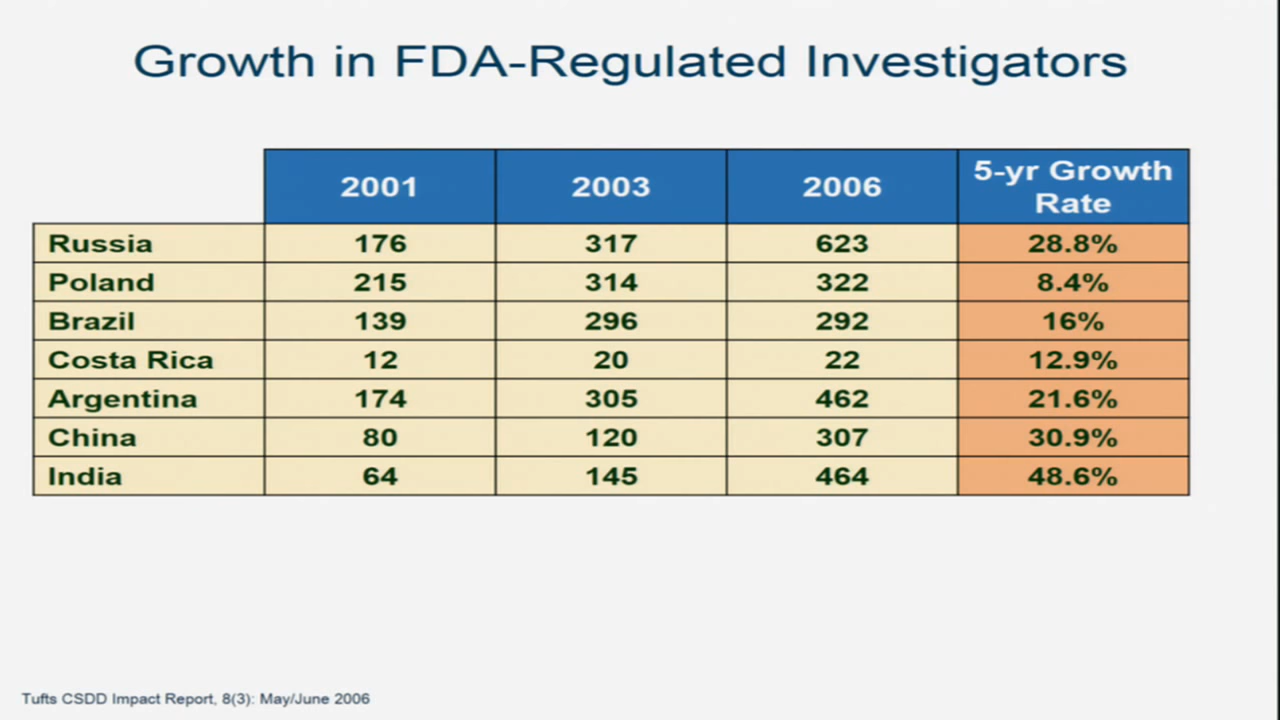 Growth in FDA-Regulated Investigators
2001 2003 2006 5-yr Growth Rate
Russia 176 317 623 28.8%
Poland 215 314 322 8.4%
Brazil 139 296 292 16%
Costa Rica 12 20 22 12.9%
Argentina 174 305 462 21.6%
China 80 120 307 30.9%
India 64 145 464 48.6%
Tufts CSDD Impact Report, 8(3): May/June 2006